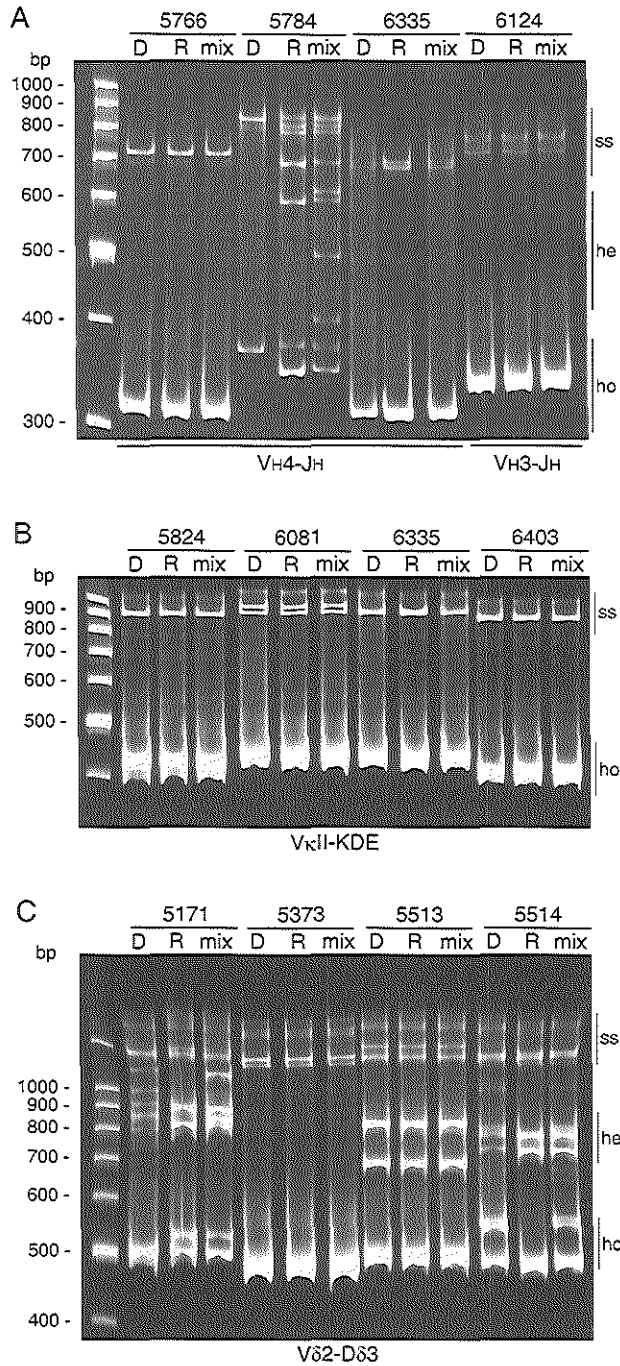 A
5766 5784 6335 6124
bp D R mix D R mix D R mix D R mix
1000 -
900 -
800 -
700 -
600 -
500 -
400 -
300 -
ss
he
ho
VH4-JH VH3-JH
B
5824 6081 6335 6403
bp D R mix D R mix D R mix D R mix
900 -
800 -
700 -
600 -
500 -
ss
ho
VκII-KDE
C
5171 5373 5513 5514
bp D R mix D R mix D R mix D R mix
1000 -
900 -
800 -
700 -
600 -
500 -
400 -
ss
he
ho
Vδ2-Dδ3